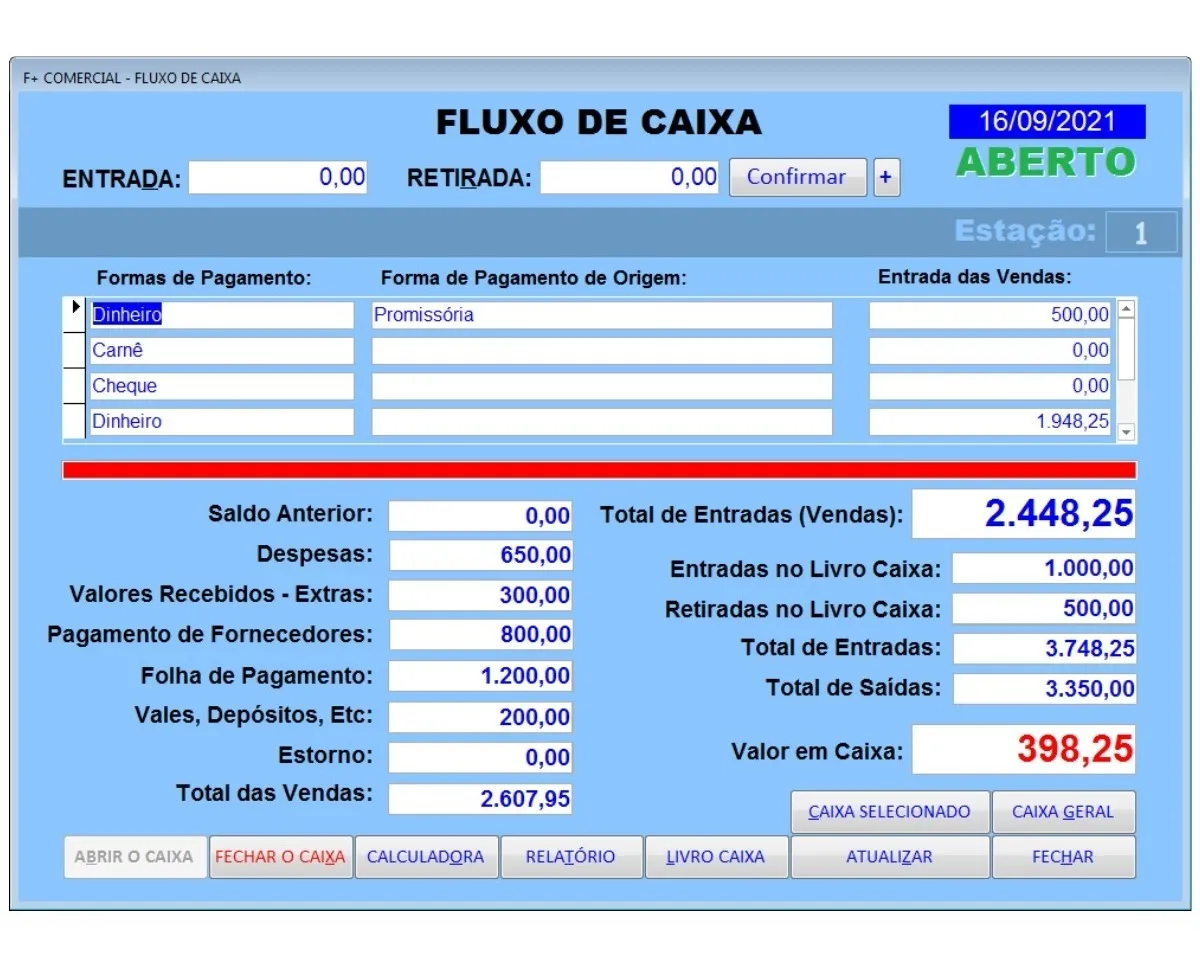 F+ COMERCIAL - FLUXO DE CAIXA
FLUXO DE CAIXA
16/09/2021
ABERTO
ENTRADA: 0,00 RETIRADA: 0,00 Confirmar +
Estação: 1
Formas de Pagamento: Forma de Pagamento de Origem: Entrada das Vendas:
Dinheiro Promissória 500,00
Carnê 0,00
Cheque 0,00
Dinheiro 1.948,25
Saldo Anterior: 0,00 Total de Entradas (Vendas): 2.448,25
Despesas: 650,00 Entradas no Livro Caixa: 1.000,00
Valores Recebidos - Extras: 300,00 Retiradas no Livro Caixa: 500,00
Pagamento de Fornecedores: 800,00 Total de Entradas: 3.748,25
Folha de Pagamento: 1.200,00 Total de Saídas: 3.350,00
Vales, Depósitos, Etc: 200,00
Estorno: 0,00 Valor em Caixa: 398,25
Total das Vendas: 2.607,95
CAIXA SELECIONADO CAIXA GERAL
ABRIR O CAIXA FECHAR O CAIXA CALCULADORA RELATÓRIO LIVRO CAIXA ATUALIZAR FECHAR